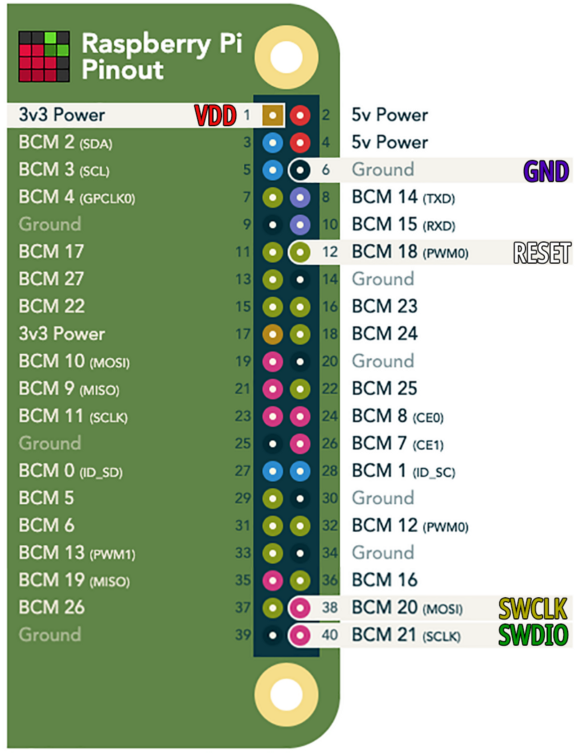 Raspberry Pi
Pinout
3v3 Power VDD 1 2 5v Power
BCM 2 (SDA) 3 4 5v Power
BCM 3 (SCL) 5 6 Ground GND
BCM 4 (GPCLK0) 7 8 BCM 14 (TXD)
Ground 9 10 BCM 15 (RXD)
BCM 17 11 12 BCM 18 (PWM0) RESET
BCM 27 13 14 Ground
BCM 22 15 16 BCM 23
3v3 Power 17 18 BCM 24
BCM 10 (MOSI) 19 20 Ground
BCM 9 (MISO) 21 22 BCM 25
BCM 11 (SCLK) 23 24 BCM 8 (CE0)
Ground 25 26 BCM 7 (CE1)
BCM 0 (ID_SD) 27 28 BCM 1 (ID_SC)
BCM 5 29 30 Ground
BCM 6 31 32 BCM 12 (PWM0)
BCM 13 (PWM1) 33 34 Ground
BCM 19 (MISO) 35 36 BCM 16
BCM 26 37 38 BCM 20 (MOSI) SWCLK
Ground 39 40 BCM 21 (SCLK) SWDIO